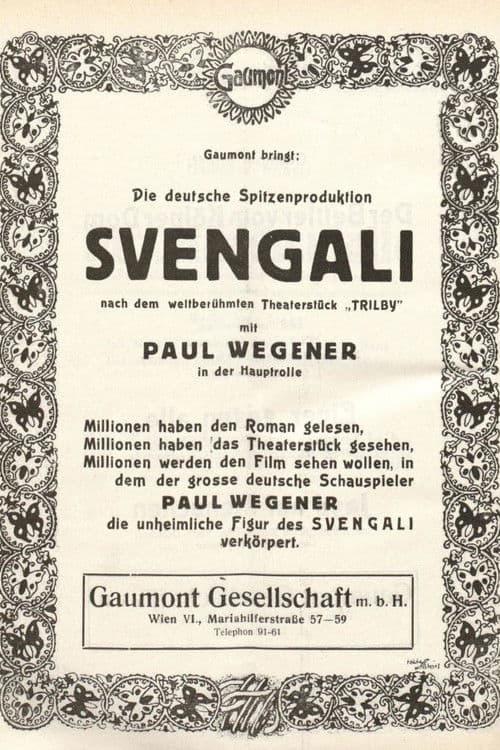 Gaumont
Gaumont bringt:
Die deutsche Spitzenproduktion
SVENGALI
nach dem weltberühmten Theaterstück „TRILBY"
mit
PAUL WEGENER
in der Hauptrolle
Millionen haben den Roman gelesen,
Millionen haben das Theaterstück gesehen,
Millionen werden den Film sehen wollen, in
dem der grosse deutsche Schauspieler
PAUL WEGENER
die unheimliche Figur des SVENGALI
verkörpert.
Gaumont Gesellschaft m. b. H.
Wien VI., Mariahilferstraße 57—59
Telephon 91-61